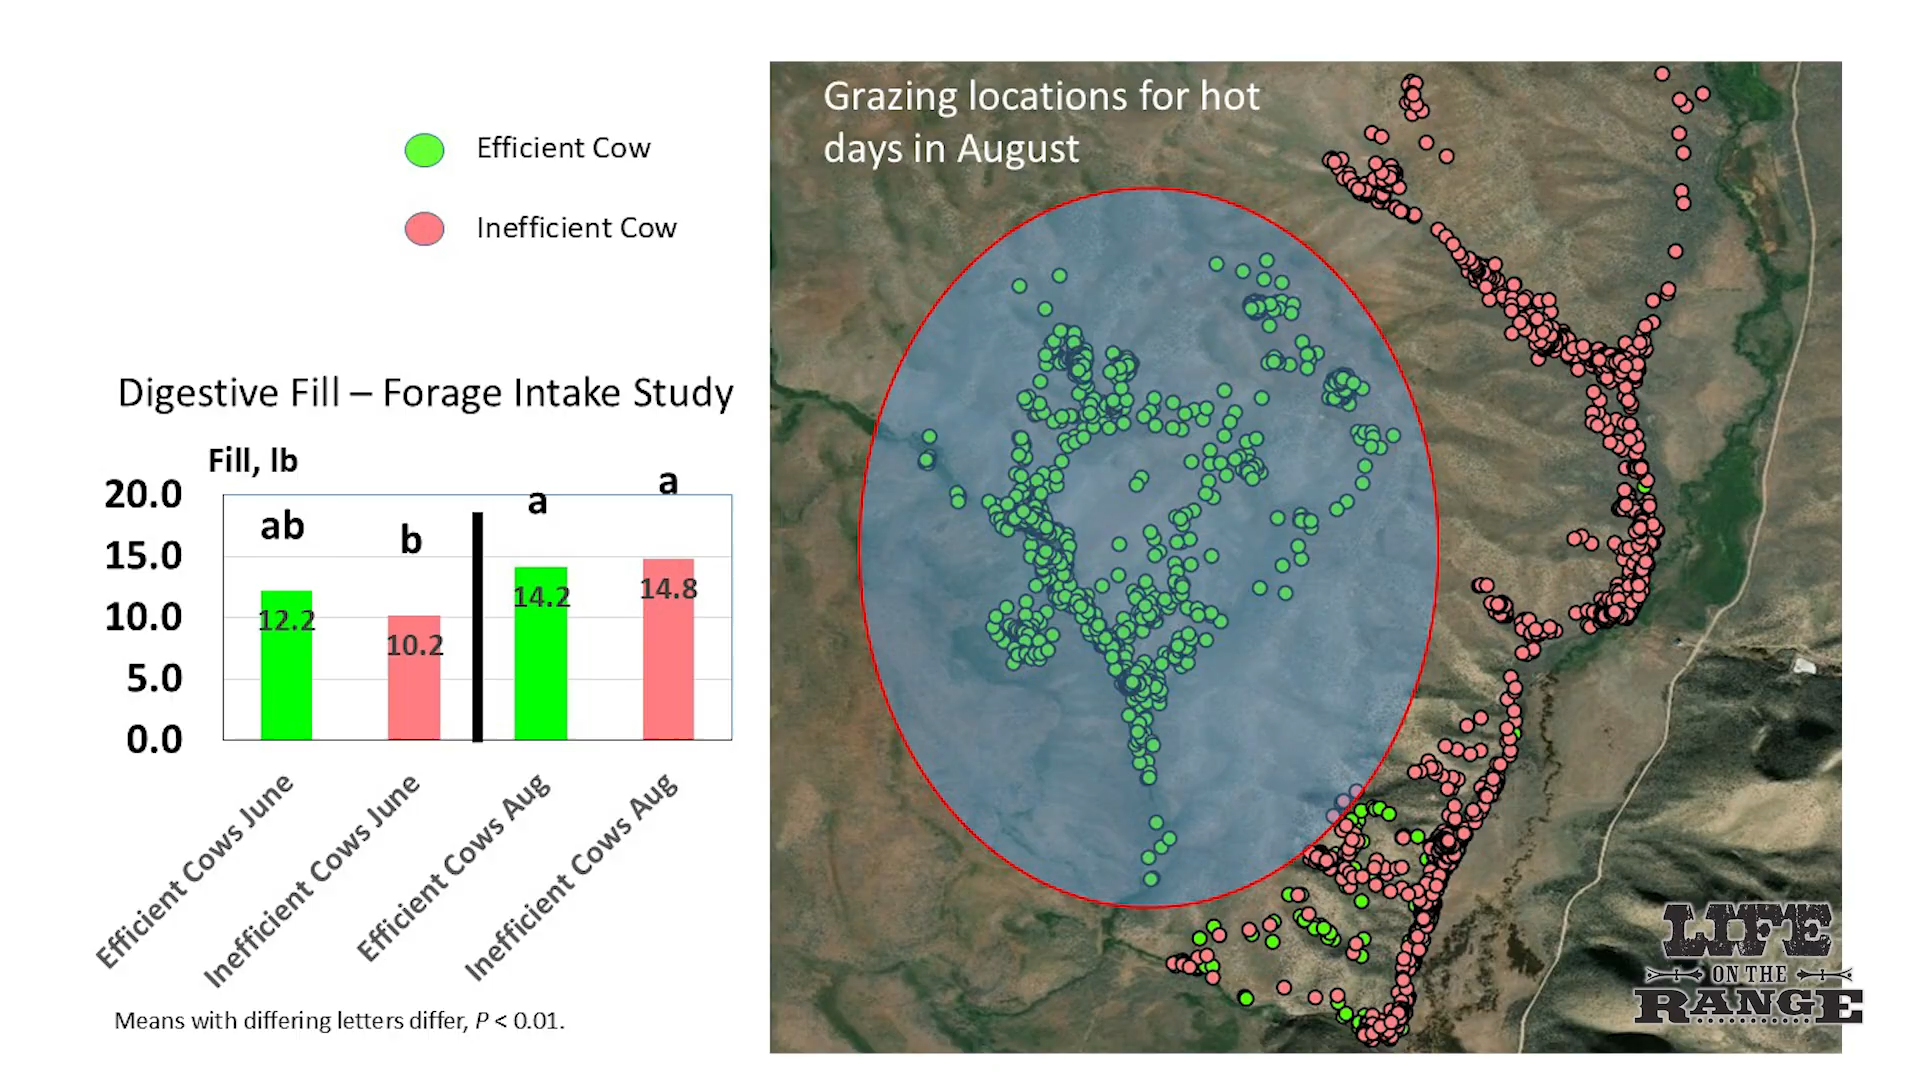 Grazing locations for hot
days in August
Efficient Cow
Inefficient Cow
Digestive Fill – Forage Intake Study
Fill, lb
20.0
15.0
10.0
5.0
0.0
ab
b
a
a
12.2
10.2
14.2
14.8
Efficient Cows June
Inefficient Cows June
Efficient Cows Aug
Inefficient Cows Aug
Means with differing letters differ, P < 0.01.
LIFE
ON THE
RANGE